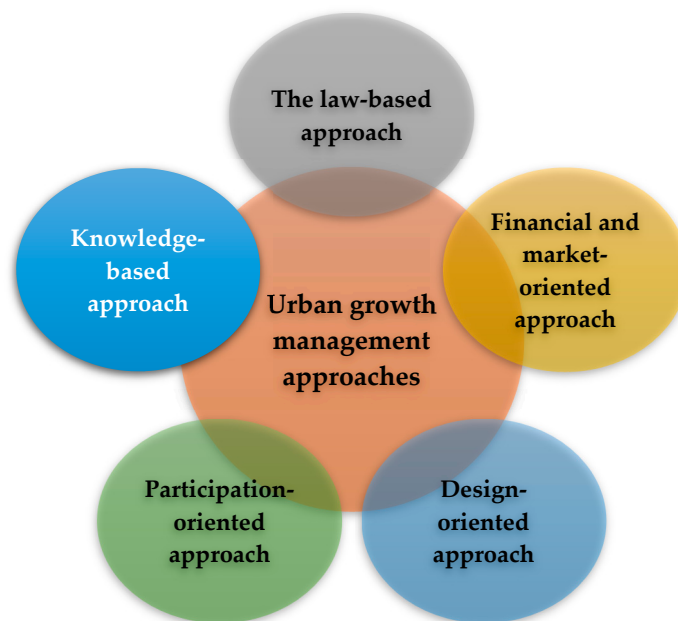 The law-based
approach
Financial and
market-
oriented
approach
Design-
oriented
approach
Participation-
oriented
approach
Knowledge-
based
approach
Urban growth
management
approaches